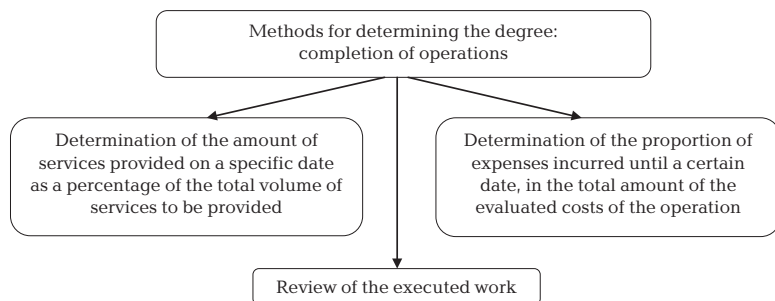 Methods for determining the degree:
completion of operations
Determination of the amount of
services provided on a specific date
as a percentage of the total volume of
services to be provided
Determination of the proportion of
expenses incurred until a certain
date, in the total amount of the
evaluated costs of the operation
Review of the executed work